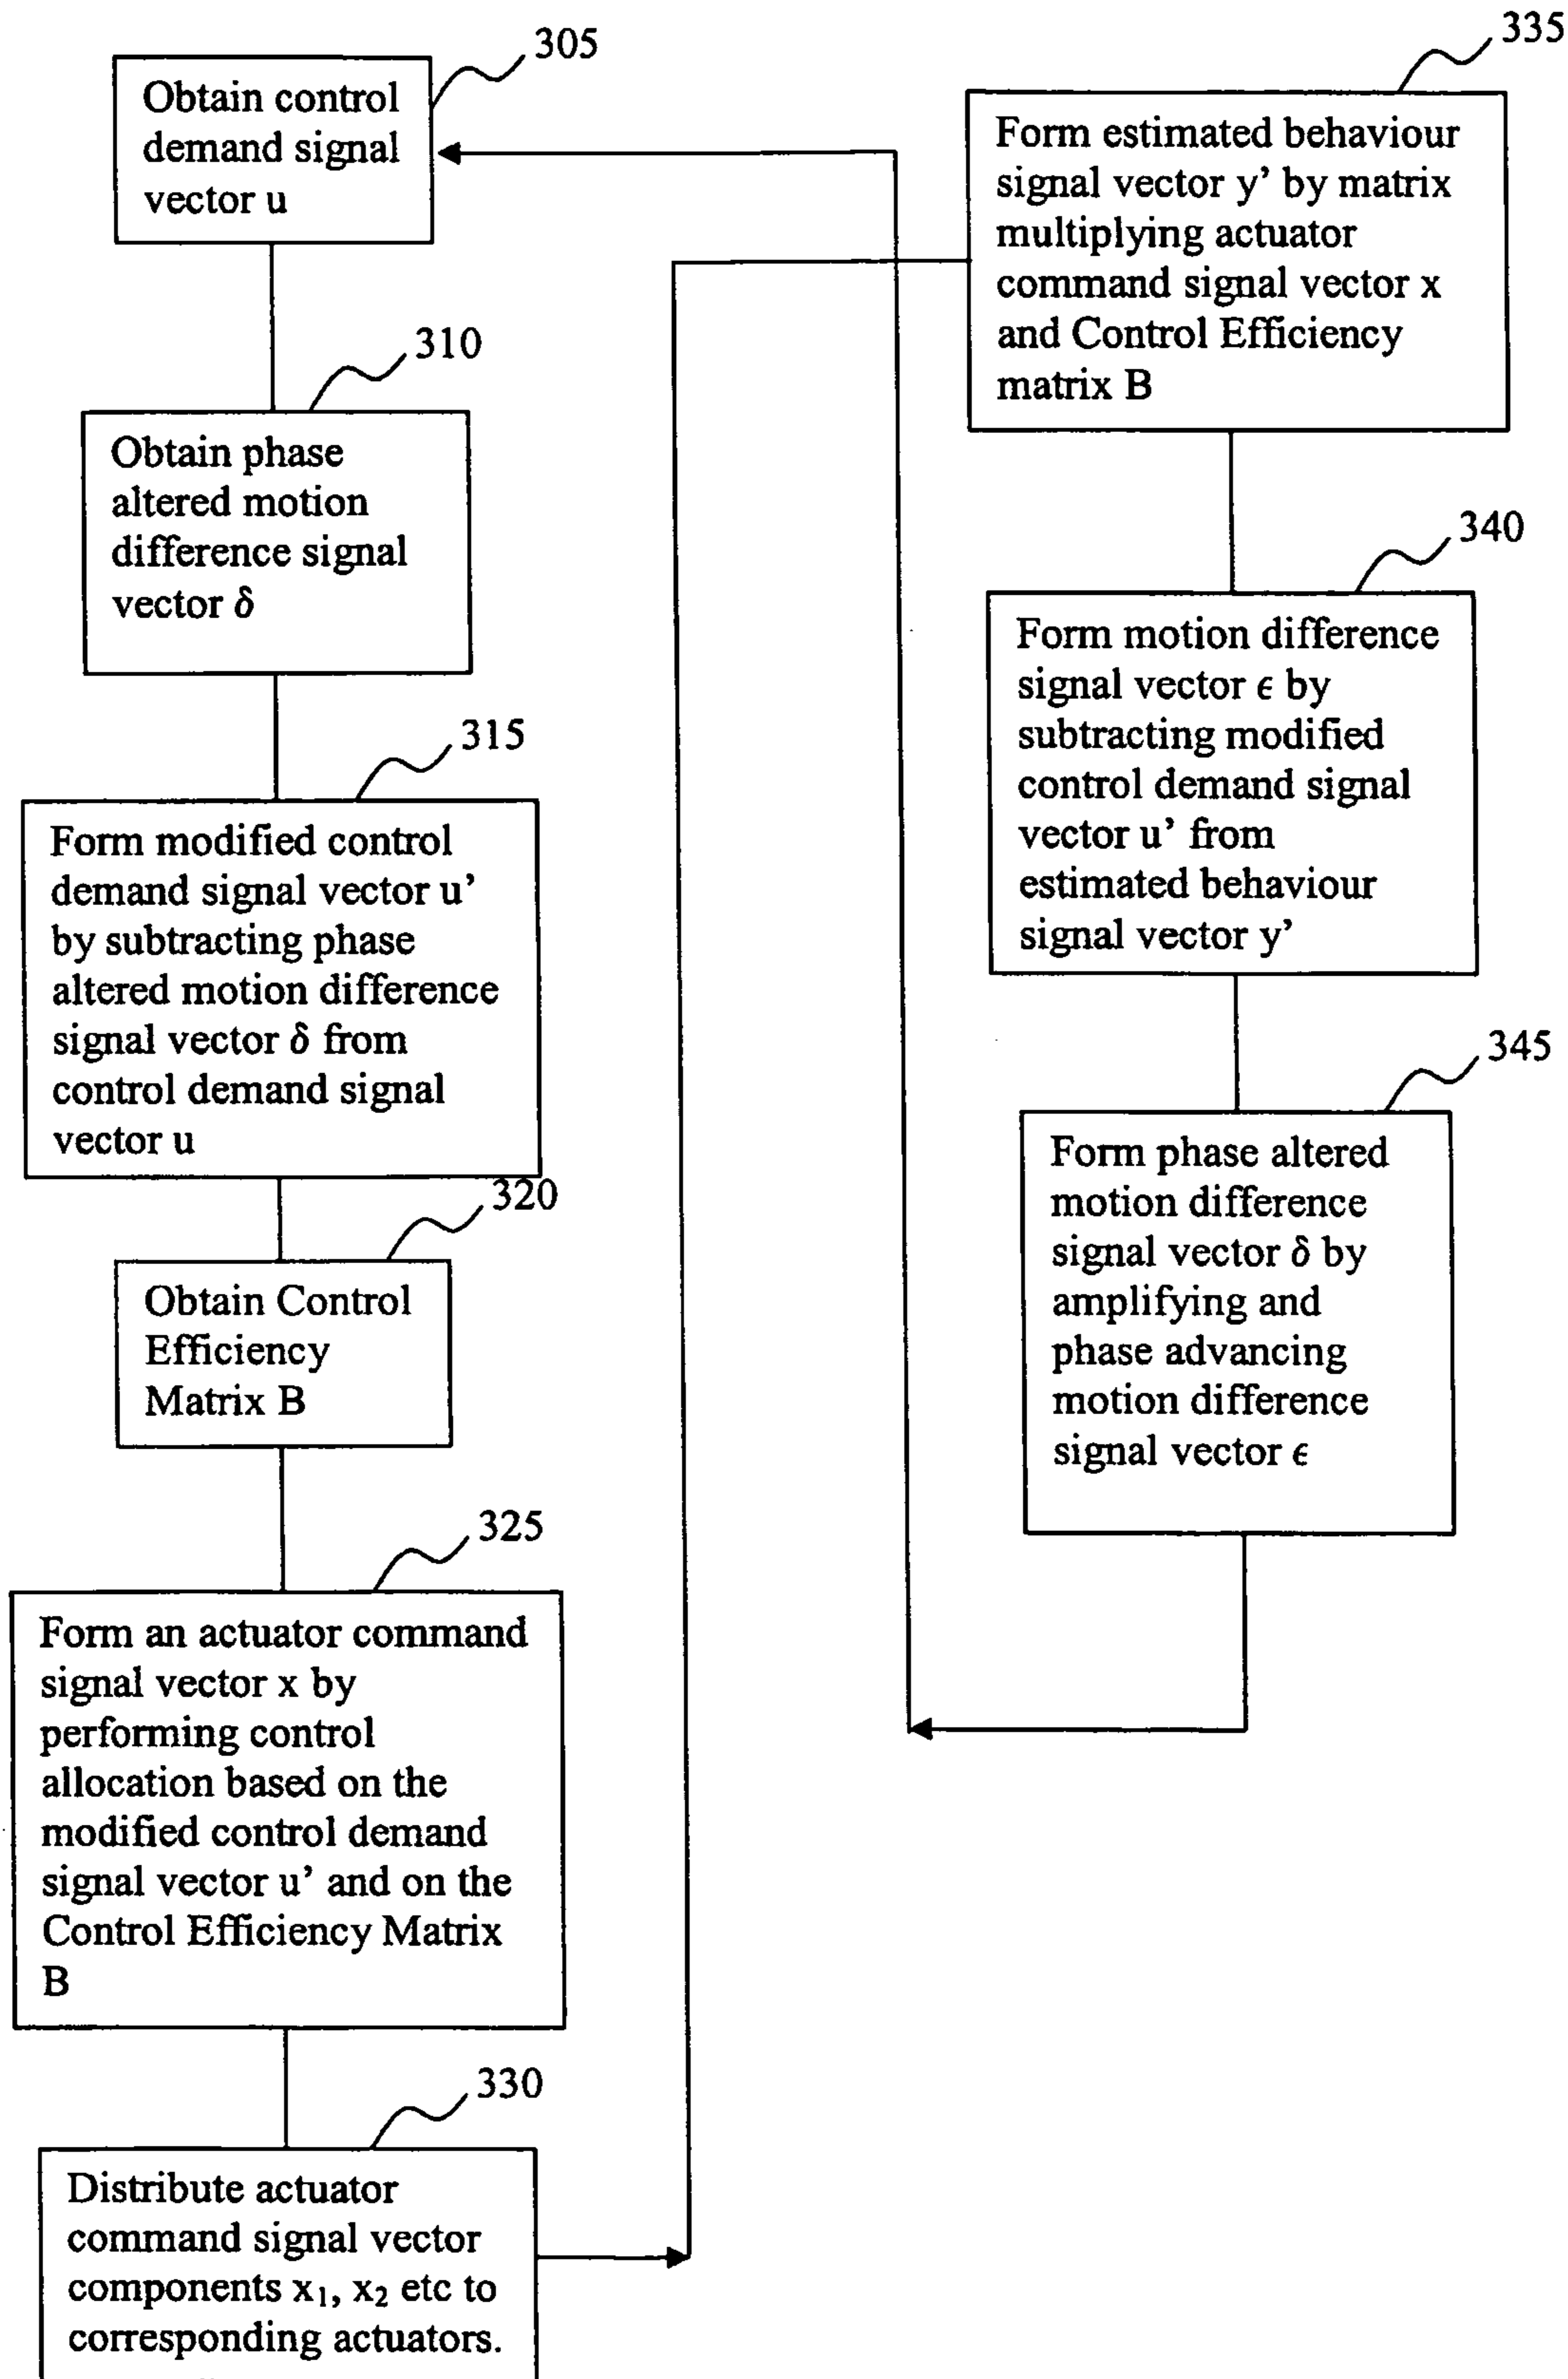 305
Obtain control
demand signal
vector u
310
Obtain phase
altered motion
difference signal
vector δ
315
Form modified control
demand signal vector u’
by subtracting phase
altered motion difference
signal vector δ from
control demand signal
vector u
320
Obtain Control
Efficiency
Matrix B
325
Form an actuator command
signal vector x by
performing control
allocation based on the
modified control demand
signal vector u’ and on the
Control Efficiency Matrix
B
330
Distribute actuator
command signal vector
components x₁, x₂ etc to
corresponding actuators.
335
Form estimated behaviour
signal vector y’ by matrix
multiplying actuator
command signal vector x
and Control Efficiency
matrix B
340
Form motion difference
signal vector ϵ by
subtracting modified
control demand signal
vector u’ from
estimated behaviour
signal vector y’
345
Form phase altered
motion difference
signal vector δ by
amplifying and
phase advancing
motion difference
signal vector ϵ